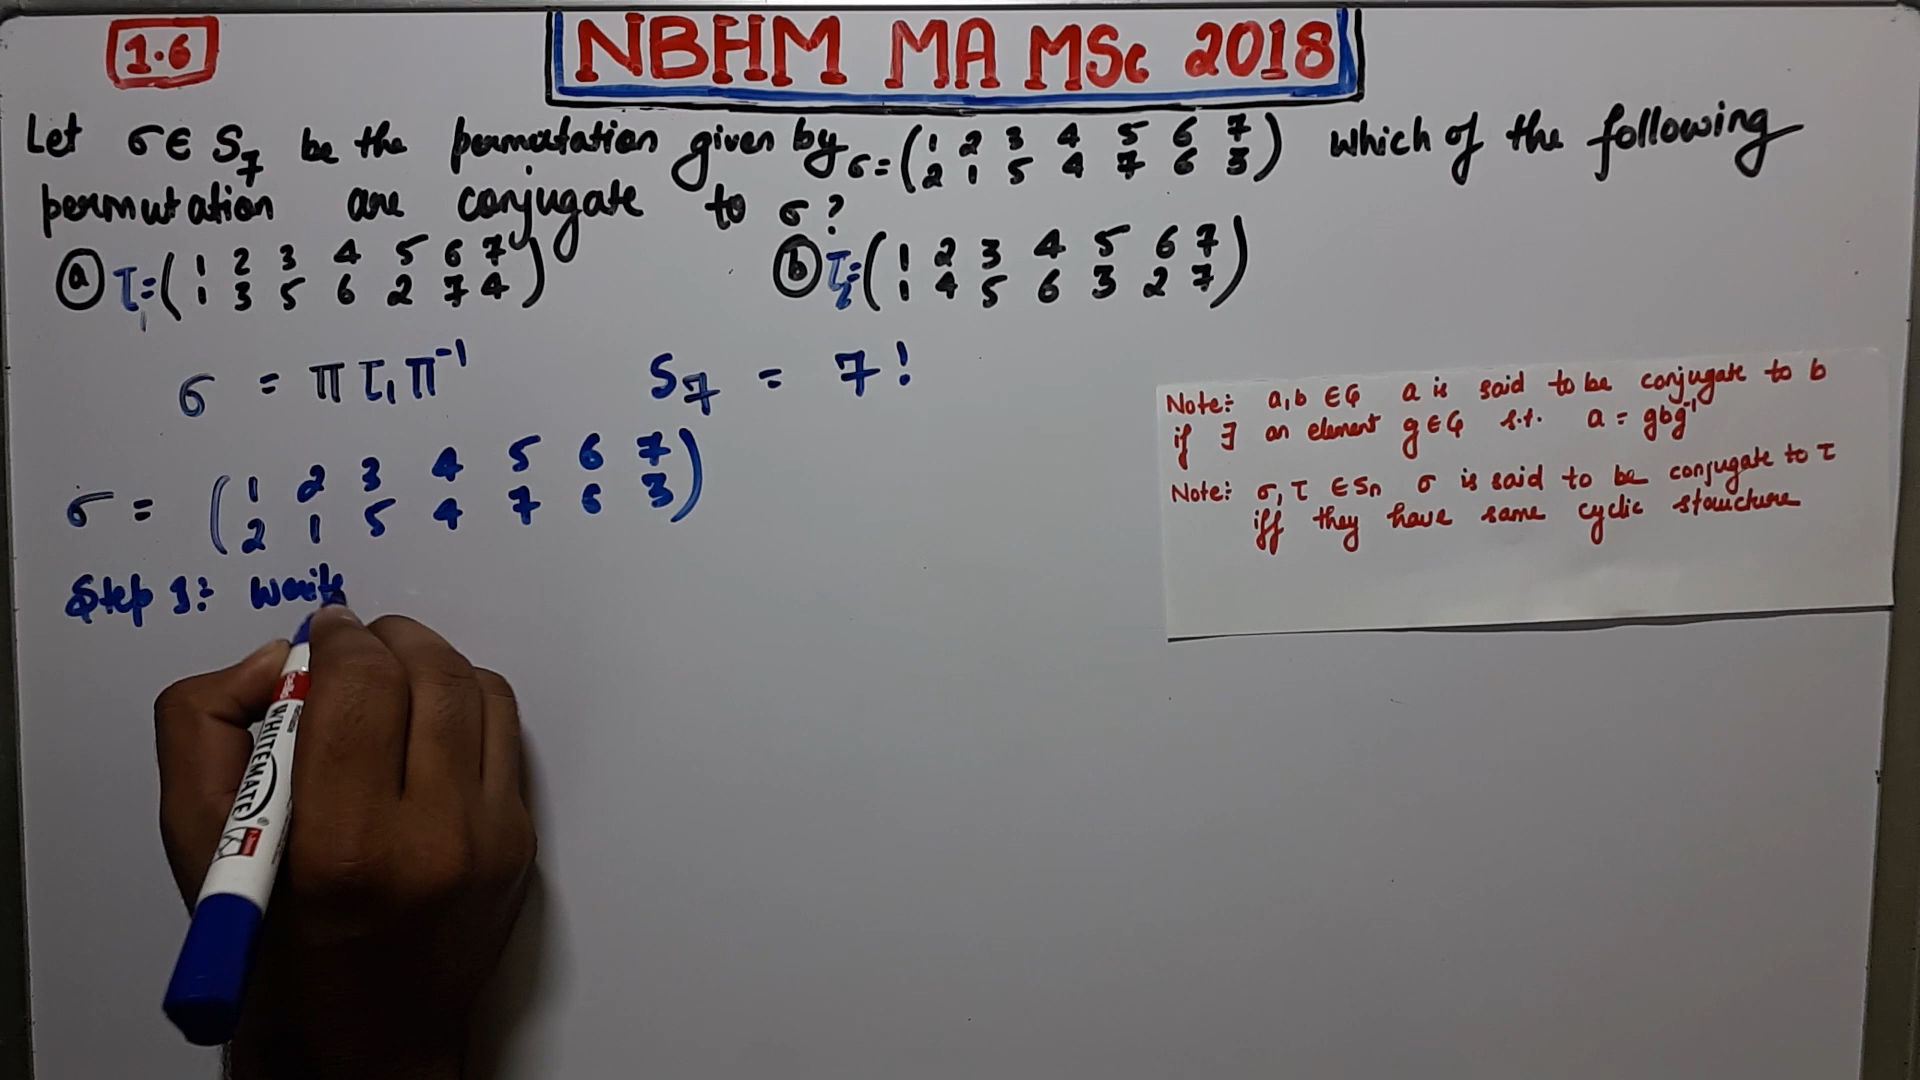 1.6
NBHM MA MSc 2018
Let σ ∈ S7 be the permutation given by σ = (1 2 3 4 5 6 7 which of the following
2 1 5 4 7 6 3)
permutation are conjugate to σ?
(a) τ1 = (1 2 3 4 5 6 7
1 3 5 6 2 7 4)
(b) τ2 = (1 2 3 4 5 6 7
1 4 5 6 3 2 7)
σ = π τ1 π⁻¹
S7 = 7!
σ = (1 2 3 4 5 6 7
2 1 5 4 7 6 3)
Step 1: Write
Note: a, b ∈ G a is said to be conjugate to b
if ∃ an element g ∈ G s.t. a = gbg⁻¹
Note: σ, τ ∈ Sn σ is said to be conjugate to τ
iff they have same cyclic structure
WHITEMATE